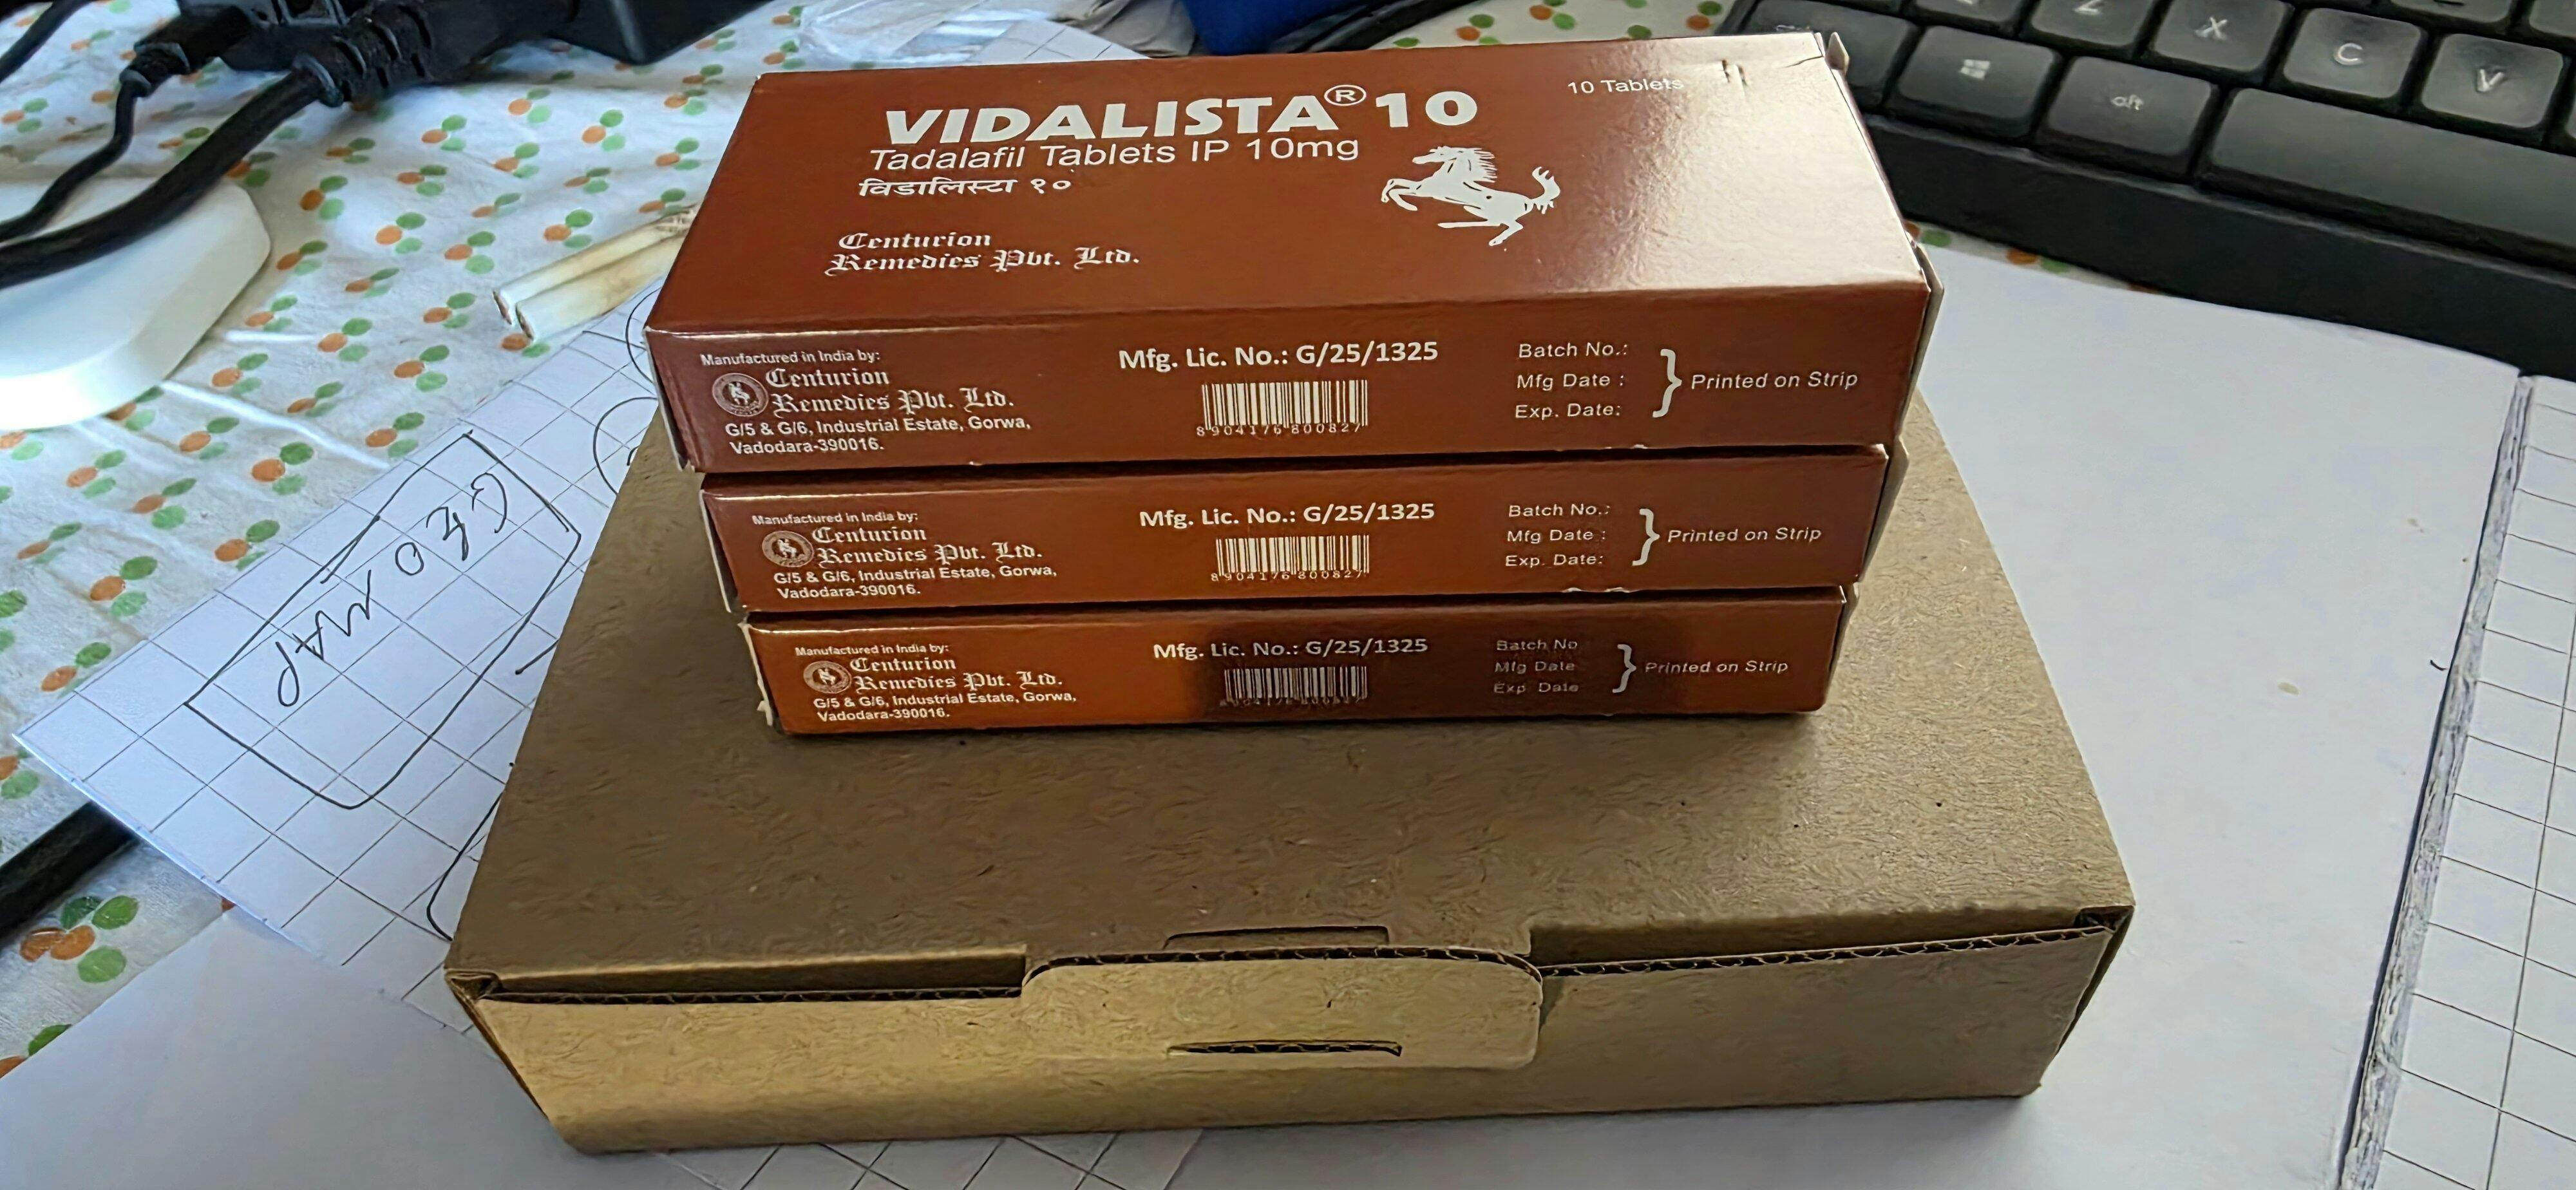 VIDALISTA® 10
10 Tablets
Tadalafil Tablets IP 10mg
विडालिस्टा १०
Centurion
Remedies Pvt. Ltd.
Manufactured in India by:
Centurion
Remedies Pvt. Ltd.
G/5 & G/6, Industrial Estate, Gorwa,
Vadodara-390016.
Mfg. Lic. No.: G/25/1325
8904176800827
Batch No.:
Mfg Date :
Exp. Date:
Printed on Strip
Manufactured in India by:
Centurion
Remedies Pvt. Ltd.
G/5 & G/6, Industrial Estate, Gorwa,
Vadodara-390016.
Mfg. Lic. No.: G/25/1325
8904176800827
Batch No.:
Mfg Date :
Exp. Date:
Printed on Strip
Manufactured in India by:
Centurion
Remedies Pvt. Ltd.
G/5 & G/6, Industrial Estate, Gorwa,
Vadodara-390016.
Mfg. Lic. No.: G/25/1325
Batch No
Mfg Date
Exp. Date
Printed on Strip
GEO MAP
Z
X
C
V
alt